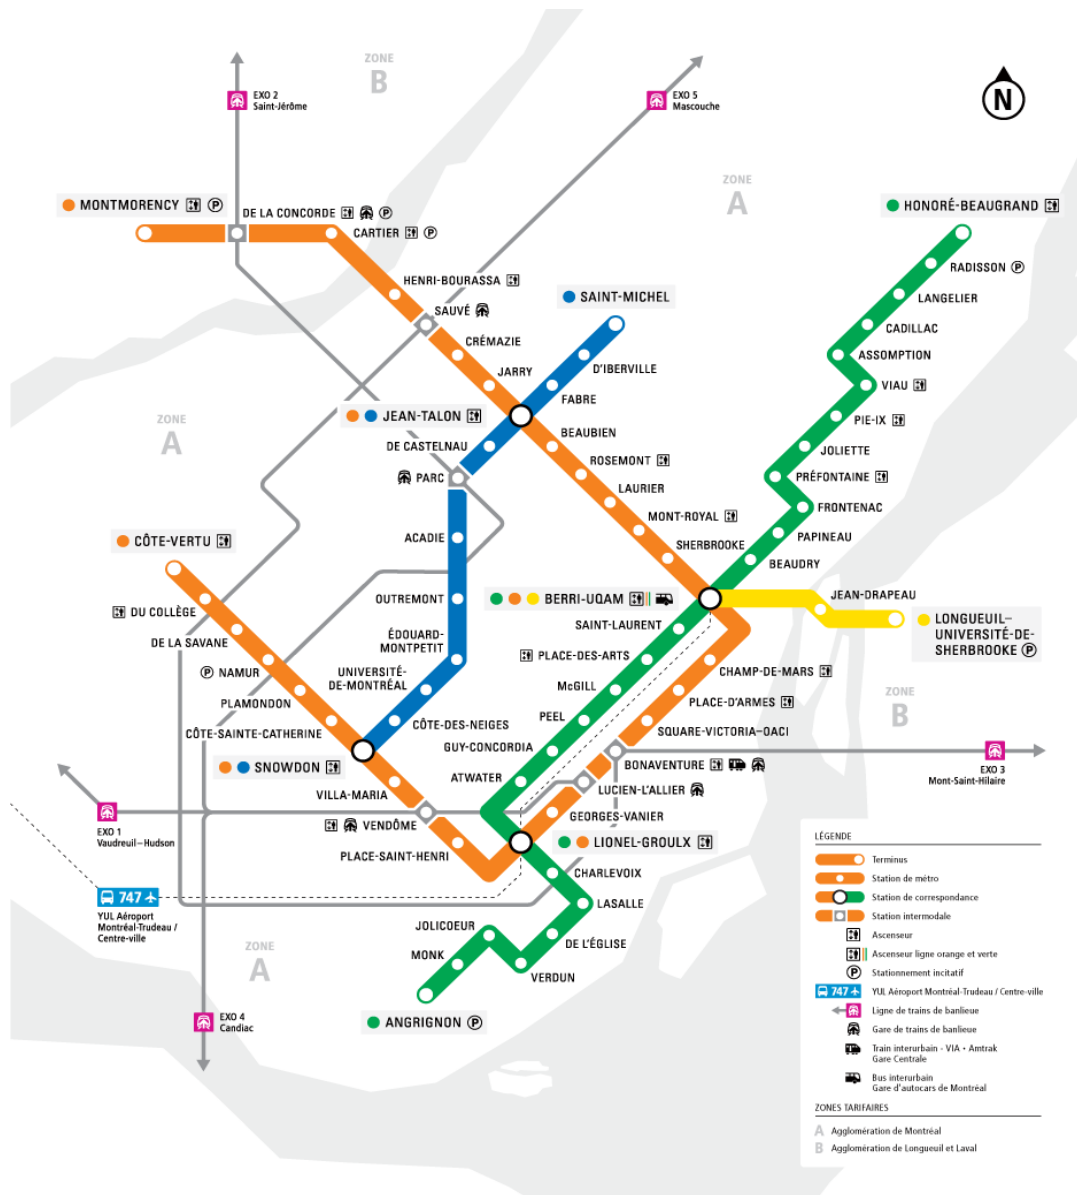 ZONE
B
EXO 2
Saint-Jérôme
EXO 5
Mascouche
N
ZONE
A
MONTMORENCY P
DE LA CONCORDE P
CARTIER P
HONORÉ-BEAUGRAND
RADISSON P
HENRI-BOURASSA
LANGELIER
SAINT-MICHEL
SAUVÉ
CADILLAC
CRÉMAZIE
ASSOMPTION
D'IBERVILLE
JARRY
VIAU
FABRE
JEAN-TALON
ZONE
A
PIE-IX
BEAUBIEN
DE CASTELNAU
JOLIETTE
ROSEMONT
PARC
PRÉFONTAINE
LAURIER
FRONTENAC
MONT-ROYAL
ACADIE
PAPINEAU
CÔTE-VERTU
SHERBROOKE
BEAUDRY
OUTREMONT
BERRI-UQAM
JEAN-DRAPEAU
DU COLLÈGE
SAINT-LAURENT
LONGUEUIL–
UNIVERSITÉ-DE-
SHERBROOKE P
ÉDOUARD-
MONTPETIT
DE LA SAVANE
PLACE-DES-ARTS
P NAMUR
UNIVERSITÉ-
DE-MONTRÉAL
CHAMP-DE-MARS
McGILL
PLAMONDON
PLACE-D'ARMES
ZONE
B
PEEL
CÔTE-DES-NEIGES
CÔTE-SAINTE-CATHERINE
SQUARE-VICTORIA–OACI
GUY-CONCORDIA
SNOWDON
BONAVENTURE
ATWATER
EXO 3
Mont-Saint-Hilaire
LUCIEN-L'ALLIER
VILLA-MARIA
GEORGES-VANIER
VENDÔME
EXO 1
Vaudreuil–Hudson
LIONEL-GROULX
PLACE-SAINT-HENRI
CHARLEVOIX
747
LASALLE
YUL Aéroport
Montréal-Trudeau /
Centre-ville
JOLICOEUR
DE L'ÉGLISE
ZONE
A
MONK
VERDUN
EXO 4
Candiac
ANGRIGNON P
LÉGENDE
Terminus
Station de métro
Station de correspondance
Station intermodale
Ascenseur
Ascenseur ligne orange et verte
P Stationnement incitatif
747 YUL Aéroport Montréal-Trudeau / Centre-ville
Ligne de trains de banlieue
Gare de trains de banlieue
Train interurbain - VIA • Amtrak
Gare Centrale
Bus interurbain
Gare d'autocars de Montréal
ZONES TARIFAIRES
A Agglomération de Montréal
B Agglomération de Longueuil et Laval